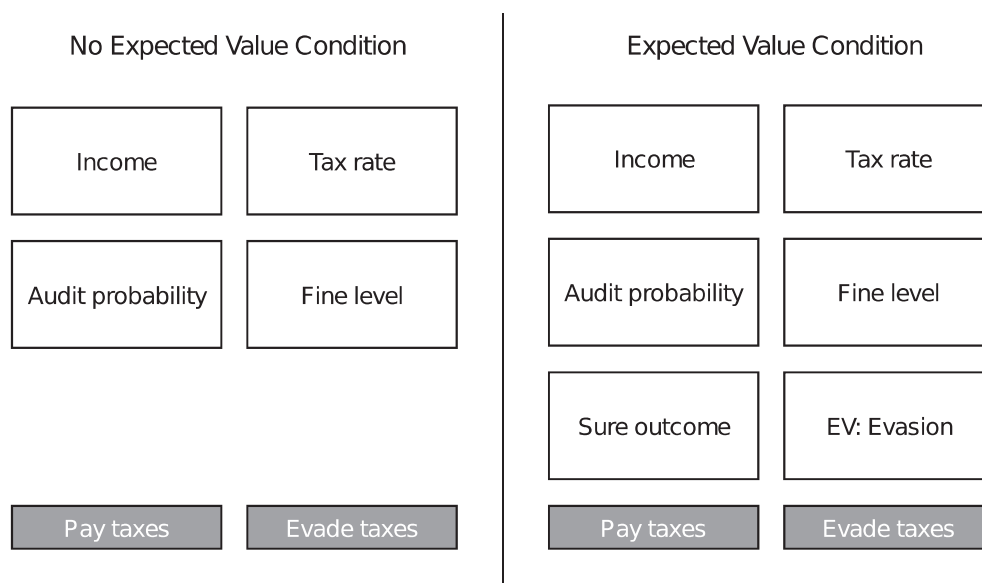 No Expected Value Condition
Income
Tax rate
Audit probability
Fine level
Pay taxes
Evade taxes
Expected Value Condition
Income
Tax rate
Audit probability
Fine level
Sure outcome
EV: Evasion
Pay taxes
Evade taxes